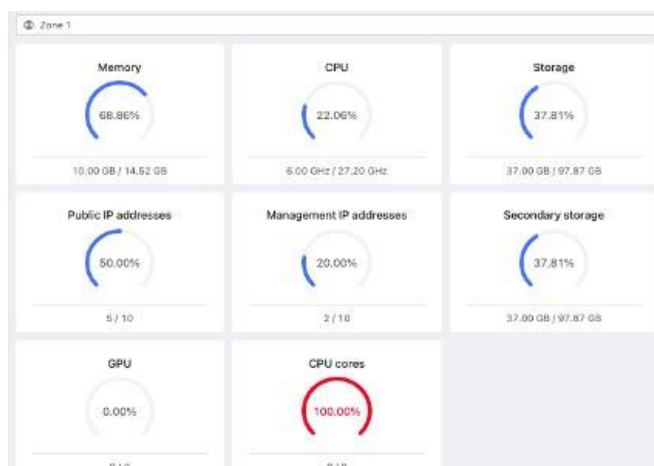 Zone 1
Memory
68.86%
10.00 GB / 14.52 GB
CPU
22.06%
6.00 GHz / 27.20 GHz
Storage
37.81%
37.00 GB / 97.87 GB
Public IP addresses
50.00%
5 / 10
Management IP addresses
20.00%
2 / 10
Secondary storage
37.81%
37.00 GB / 97.87 GB
GPU
0.00%
CPU cores
100.00%